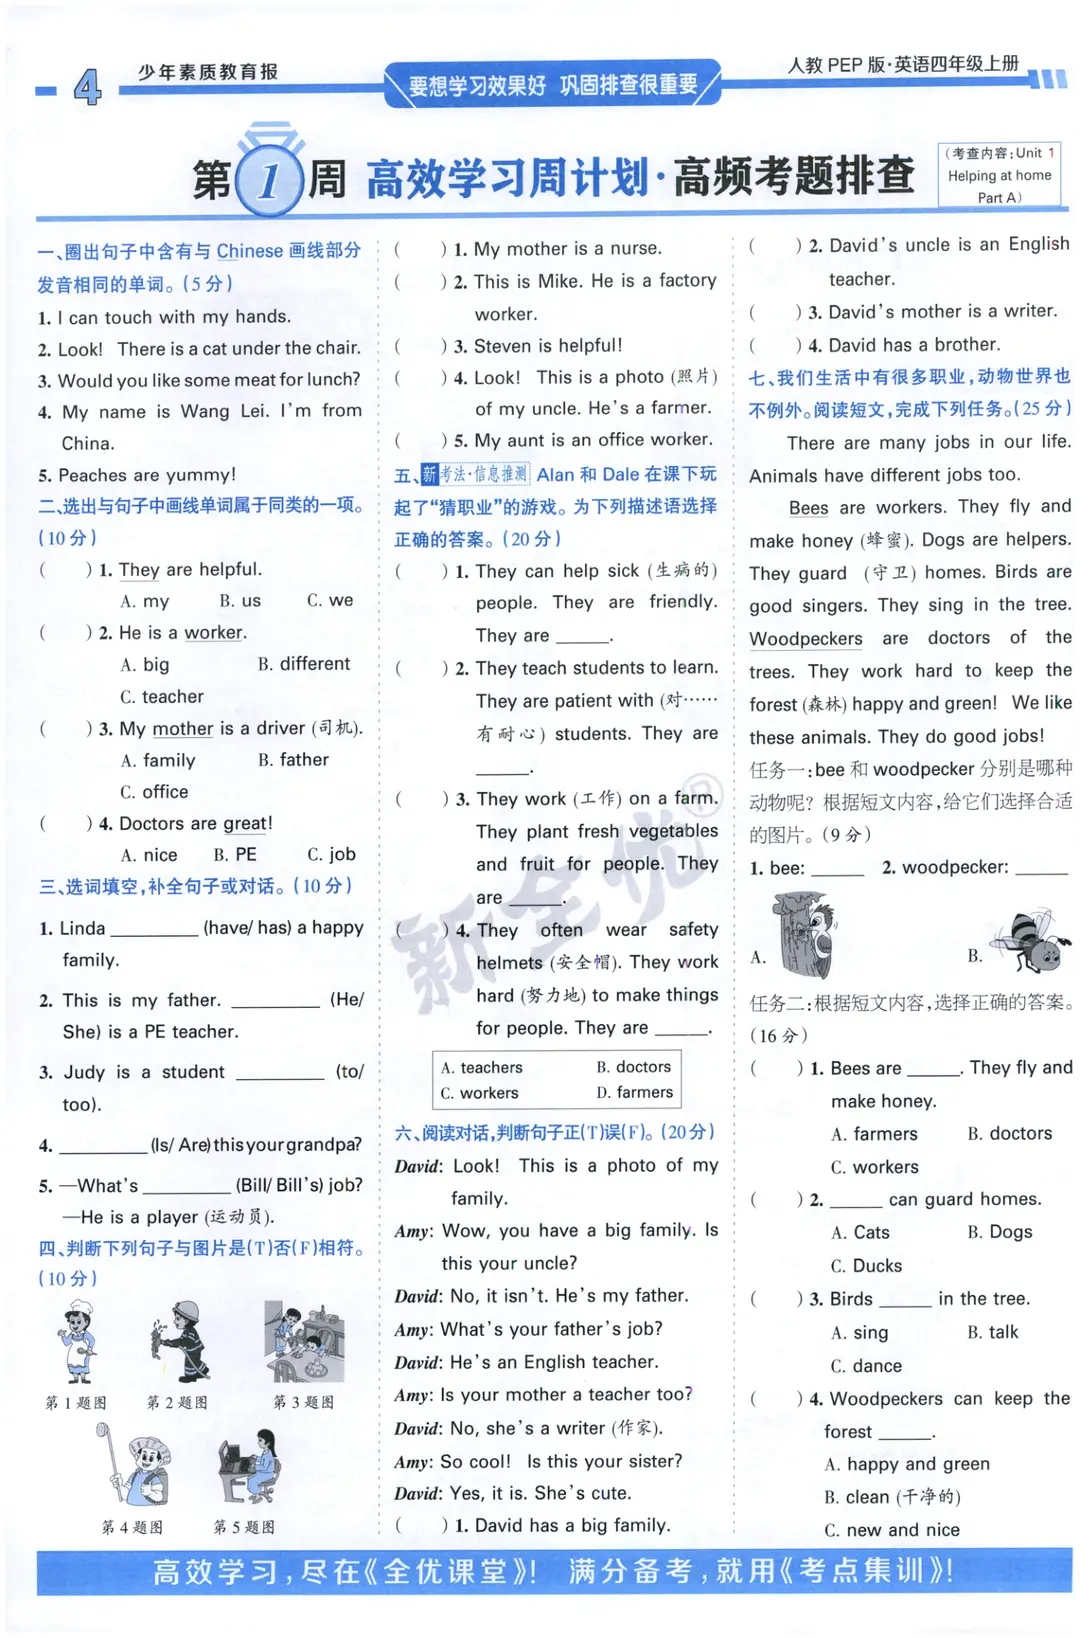 4
少年素质教育报
要想学习效果好 巩固排查很重要
人教 PEP 版·英语四年级上册
第1周 高效学习周计划·高频考题排查
(考查内容:Unit 1
Helping at home
Part A)
一、圈出句子中含有与 Chinese 画线部分
发音相同的单词。(5 分)
1. I can touch with my hands.
2. Look! There is a cat under the chair.
3. Would you like some meat for lunch?
4. My name is Wang Lei. I'm from
China.
5. Peaches are yummy!
二、选出与句子中画线单词属于同类的一项。
(10 分)
( ) 1. They are helpful.
A. my B. us C. we
( ) 2. He is a worker.
A. big B. different
C. teacher
( ) 3. My mother is a driver (司机).
A. family B. father
C. office
( ) 4. Doctors are great!
A. nice B. PE C. job
三、选词填空,补全句子或对话。(10 分)
1. Linda ________ (have/ has) a happy
family.
2. This is my father. ________ (He/
She) is a PE teacher.
3. Judy is a student ________ (to/
too).
4. ________ (Is/ Are) this your grandpa?
5. —What's ________ (Bill/ Bill's) job?
—He is a player (运动员).
四、判断下列句子与图片是(T)否(F)相符。
(10 分)
第 1 题图 第 2 题图 第 3 题图
第 4 题图 第 5 题图
( ) 1. My mother is a nurse.
( ) 2. This is Mike. He is a factory
worker.
( ) 3. Steven is helpful!
( ) 4. Look! This is a photo (照片)
of my uncle. He's a farmer.
( ) 5. My aunt is an office worker.
五、新考法·信息推测 Alan 和 Dale 在课下玩
起了“猜职业”的游戏。为下列描述语选择
正确的答案。(20 分)
( ) 1. They can help sick (生病的)
people. They are friendly.
They are _____.
( ) 2. They teach students to learn.
They are patient with (对……
有耐心) students. They are
_____.
( ) 3. They work (工作) on a farm.
They plant fresh vegetables
and fruit for people. They
are _____.
( ) 4. They often wear safety
helmets (安全帽). They work
hard (努力地) to make things
for people. They are _____.
A. teachers B. doctors
C. workers D. farmers
六、阅读对话,判断句子正(T)误(F)。(20分)
David: Look! This is a photo of my
family.
Amy: Wow, you have a big family. Is
this your uncle?
David: No, it isn't. He's my father.
Amy: What's your father's job?
David: He's an English teacher.
Amy: Is your mother a teacher too?
David: No, she's a writer (作家).
Amy: So cool! Is this your sister?
David: Yes, it is. She's cute.
( ) 1. David has a big family.
( ) 2. David's uncle is an English
teacher.
( ) 3. David's mother is a writer.
( ) 4. David has a brother.
七、我们生活中有很多职业,动物世界也
不例外。阅读短文,完成下列任务。(25 分)
There are many jobs in our life.
Animals have different jobs too.
Bees are workers. They fly and
make honey (蜂蜜). Dogs are helpers.
They guard (守卫) homes. Birds are
good singers. They sing in the tree.
Woodpeckers are doctors of the
trees. They work hard to keep the
forest (森林) happy and green! We like
these animals. They do good jobs!
任务一:bee 和 woodpecker 分别是哪种
动物呢? 根据短文内容,给它们选择合适
的图片。(9 分)
1. bee: _____ 2. woodpecker: _____
A. B.
任务二:根据短文内容,选择正确的答案。
(16 分)
( ) 1. Bees are _____. They fly and
make honey.
A. farmers B. doctors
C. workers
( ) 2. _____ can guard homes.
A. Cats B. Dogs
C. Ducks
( ) 3. Birds _____ in the tree.
A. sing B. talk
C. dance
( ) 4. Woodpeckers can keep the
forest _____.
A. happy and green
B. clean (干净的)
C. new and nice
新全优®
高效学习,尽在《全优课堂》! 满分备考,就用《考点集训》!